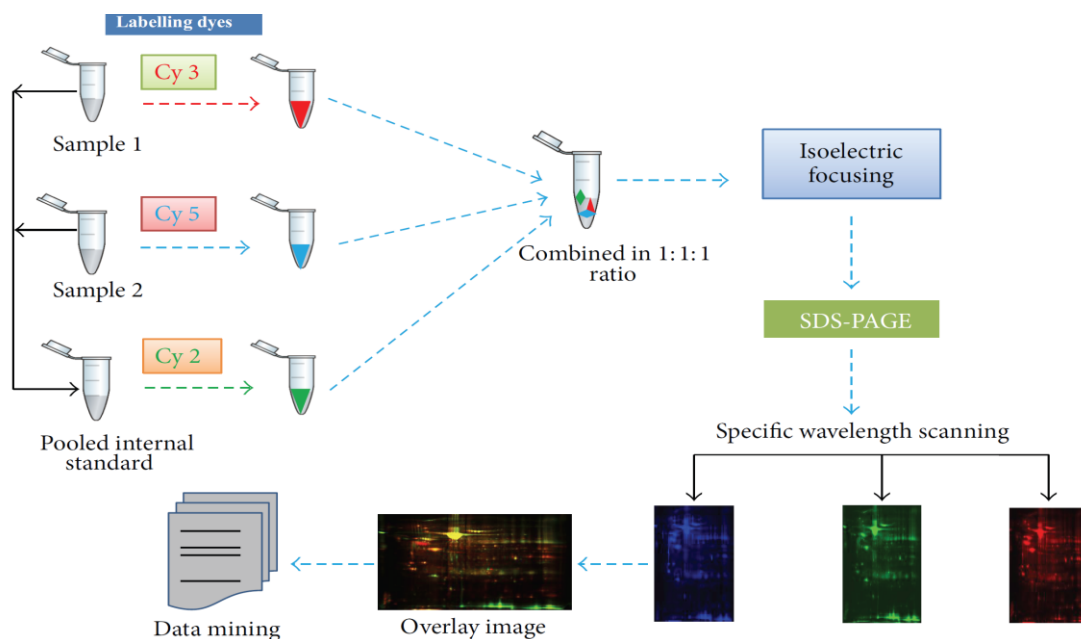 Labelling dyes
Cy 3
Sample 1
Cy 5
Sample 2
Cy 2
Pooled internal
standard
Combined in 1:1:1
ratio
Isoelectric
focusing
SDS-PAGE
Specific wavelength scanning
Overlay image
Data mining